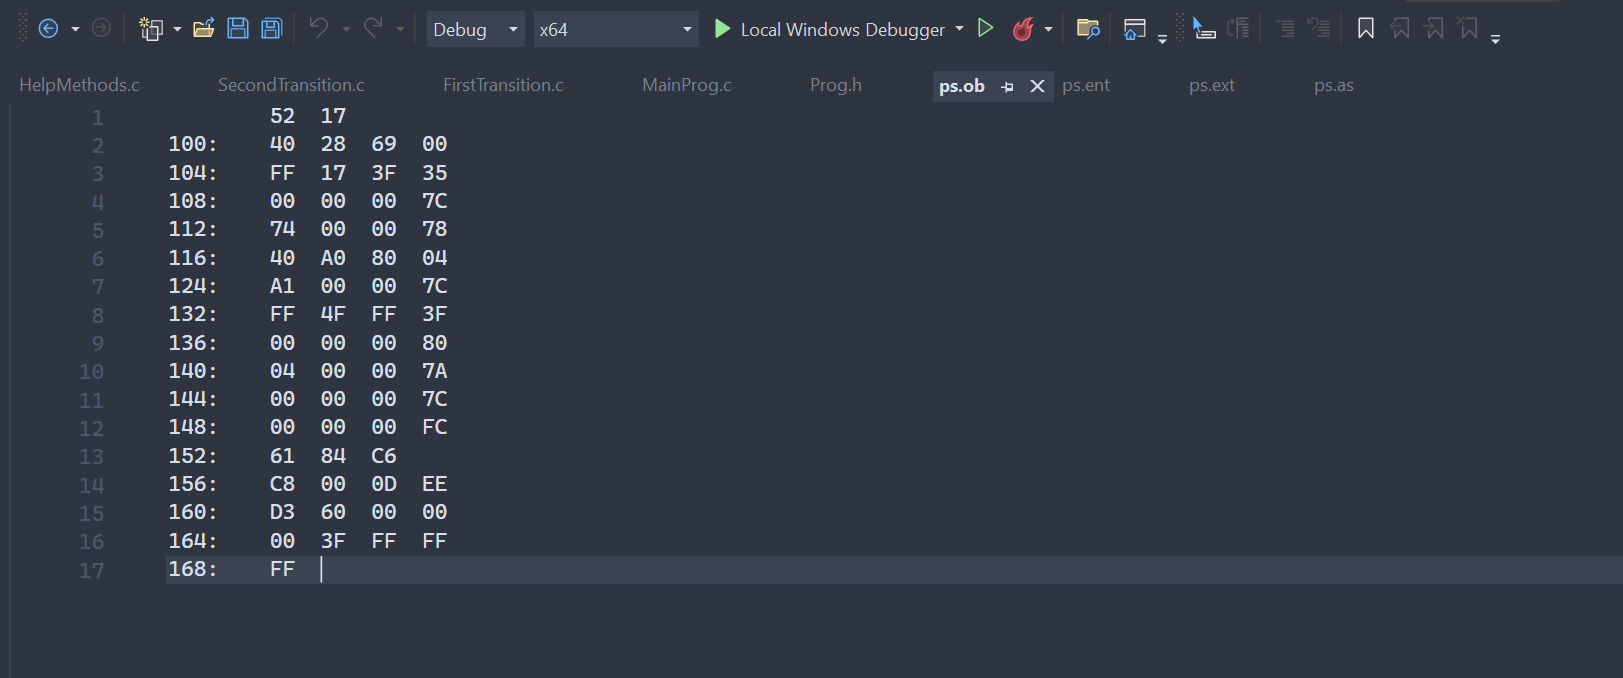 Debug x64 Local Windows Debugger
HelpMethods.c SecondTransition.c FirstTransition.c MainProg.c Prog.h ps.ob ps.ent ps.ext ps.as
1 52 17
2 100: 40 28 69 00
3 104: FF 17 3F 35
4 108: 00 00 00 7C
5 112: 74 00 00 78
6 116: 40 A0 80 04
7 124: A1 00 00 7C
8 132: FF 4F FF 3F
9 136: 00 00 00 80
10 140: 04 00 00 7A
11 144: 00 00 00 7C
12 148: 00 00 00 FC
13 152: 61 84 C6
14 156: C8 00 0D EE
15 160: D3 60 00 00
16 164: 00 3F FF FF
17 168: FF